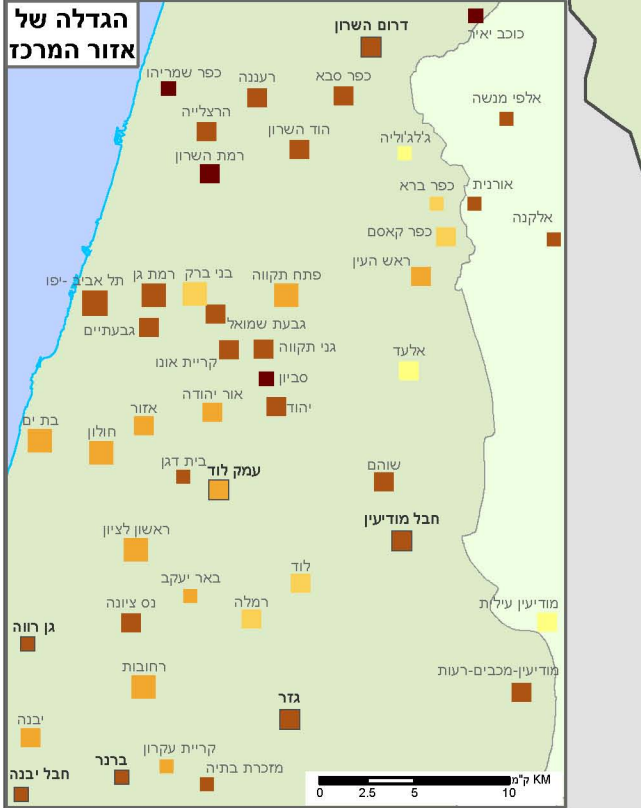 הגדלה של
אזור המרכז
כוכב יאיר
דרום השרון
כפר שמריהו
רעננה
כפר סבא
אלפי מנשה
הרצלייה
הוד השרון
ג'לג'וליה
רמת השרון
כפר ברא
אורנית
אלקנה
כפר קאסם
ראש העין
תל אביב -יפו
רמת גן
בני ברק
פתח תקווה
גבעתיים
גבעת שמואל
קריית אונו
גני תקווה
אלעד
סביון
יהוד
אור יהודה
אזור
בת ים
חולון
בית דגן
עמק לוד
שוהם
חבל מודיעין
ראשון לציון
לוד
באר יעקב
נס ציונה
רמלה
מודיעין עילית
גן רווה
רחובות
מודיעין-מכבים-רעות
גזר
יבנה
קריית עקרון
ברנר
מזכרת בתיה
חבל יבנה
ק"מ KM
0 2.5 5 10